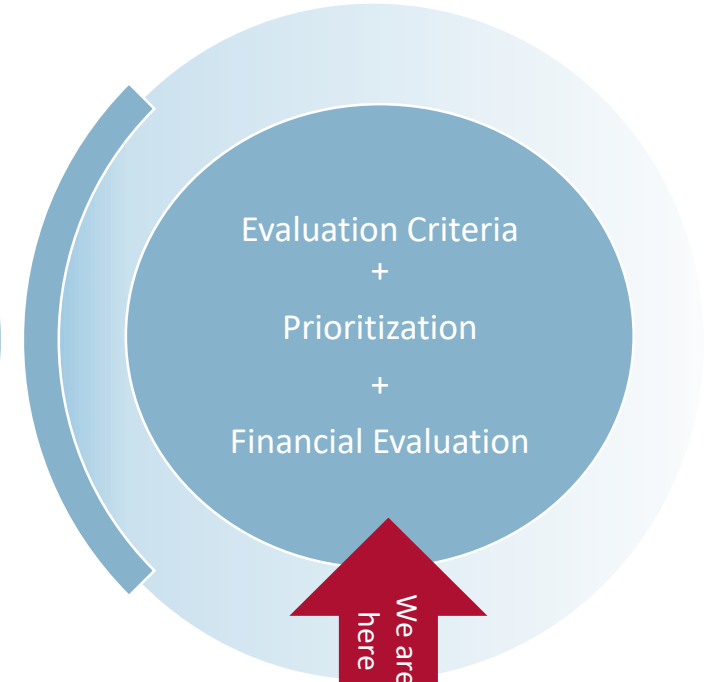 Evaluation Criteria
+
Prioritization
+
Financial Evaluation
We are
here